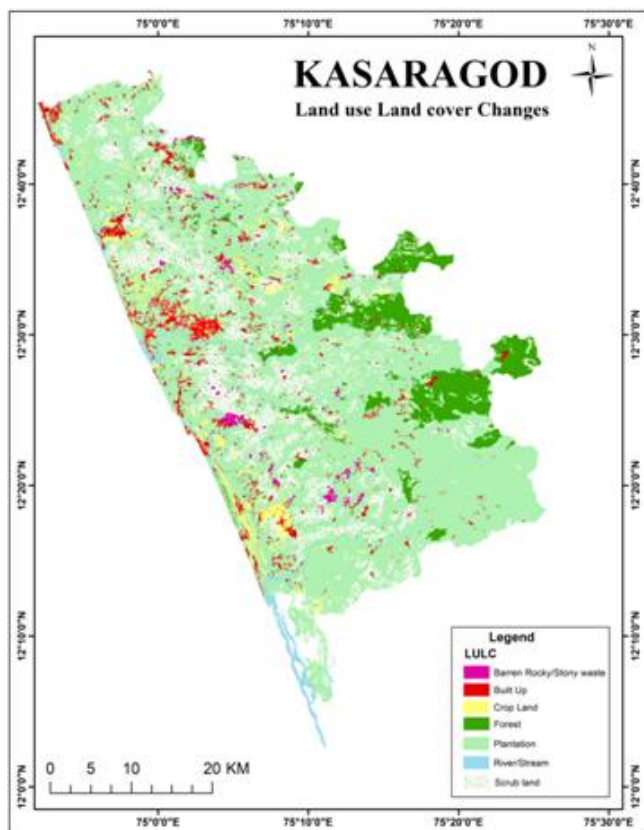 75°0'0"E 75°10'0"E 75°20'0"E 75°30'0"E
KASARAGOD
N
Land use Land cover Changes
12°40'0"N 12°40'0"N
12°30'0"N 12°30'0"N
12°20'0"N 12°20'0"N
12°10'0"N 12°10'0"N
12°0'0"N 12°0'0"N
Legend
LULC
Barren Rocky/Stony waste
Built Up
Crop Land
Forest
Plantation
River/Stream
Scrub land
0 5 10 20 KM
75°0'0"E 75°10'0"E 75°20'0"E 75°30'0"E